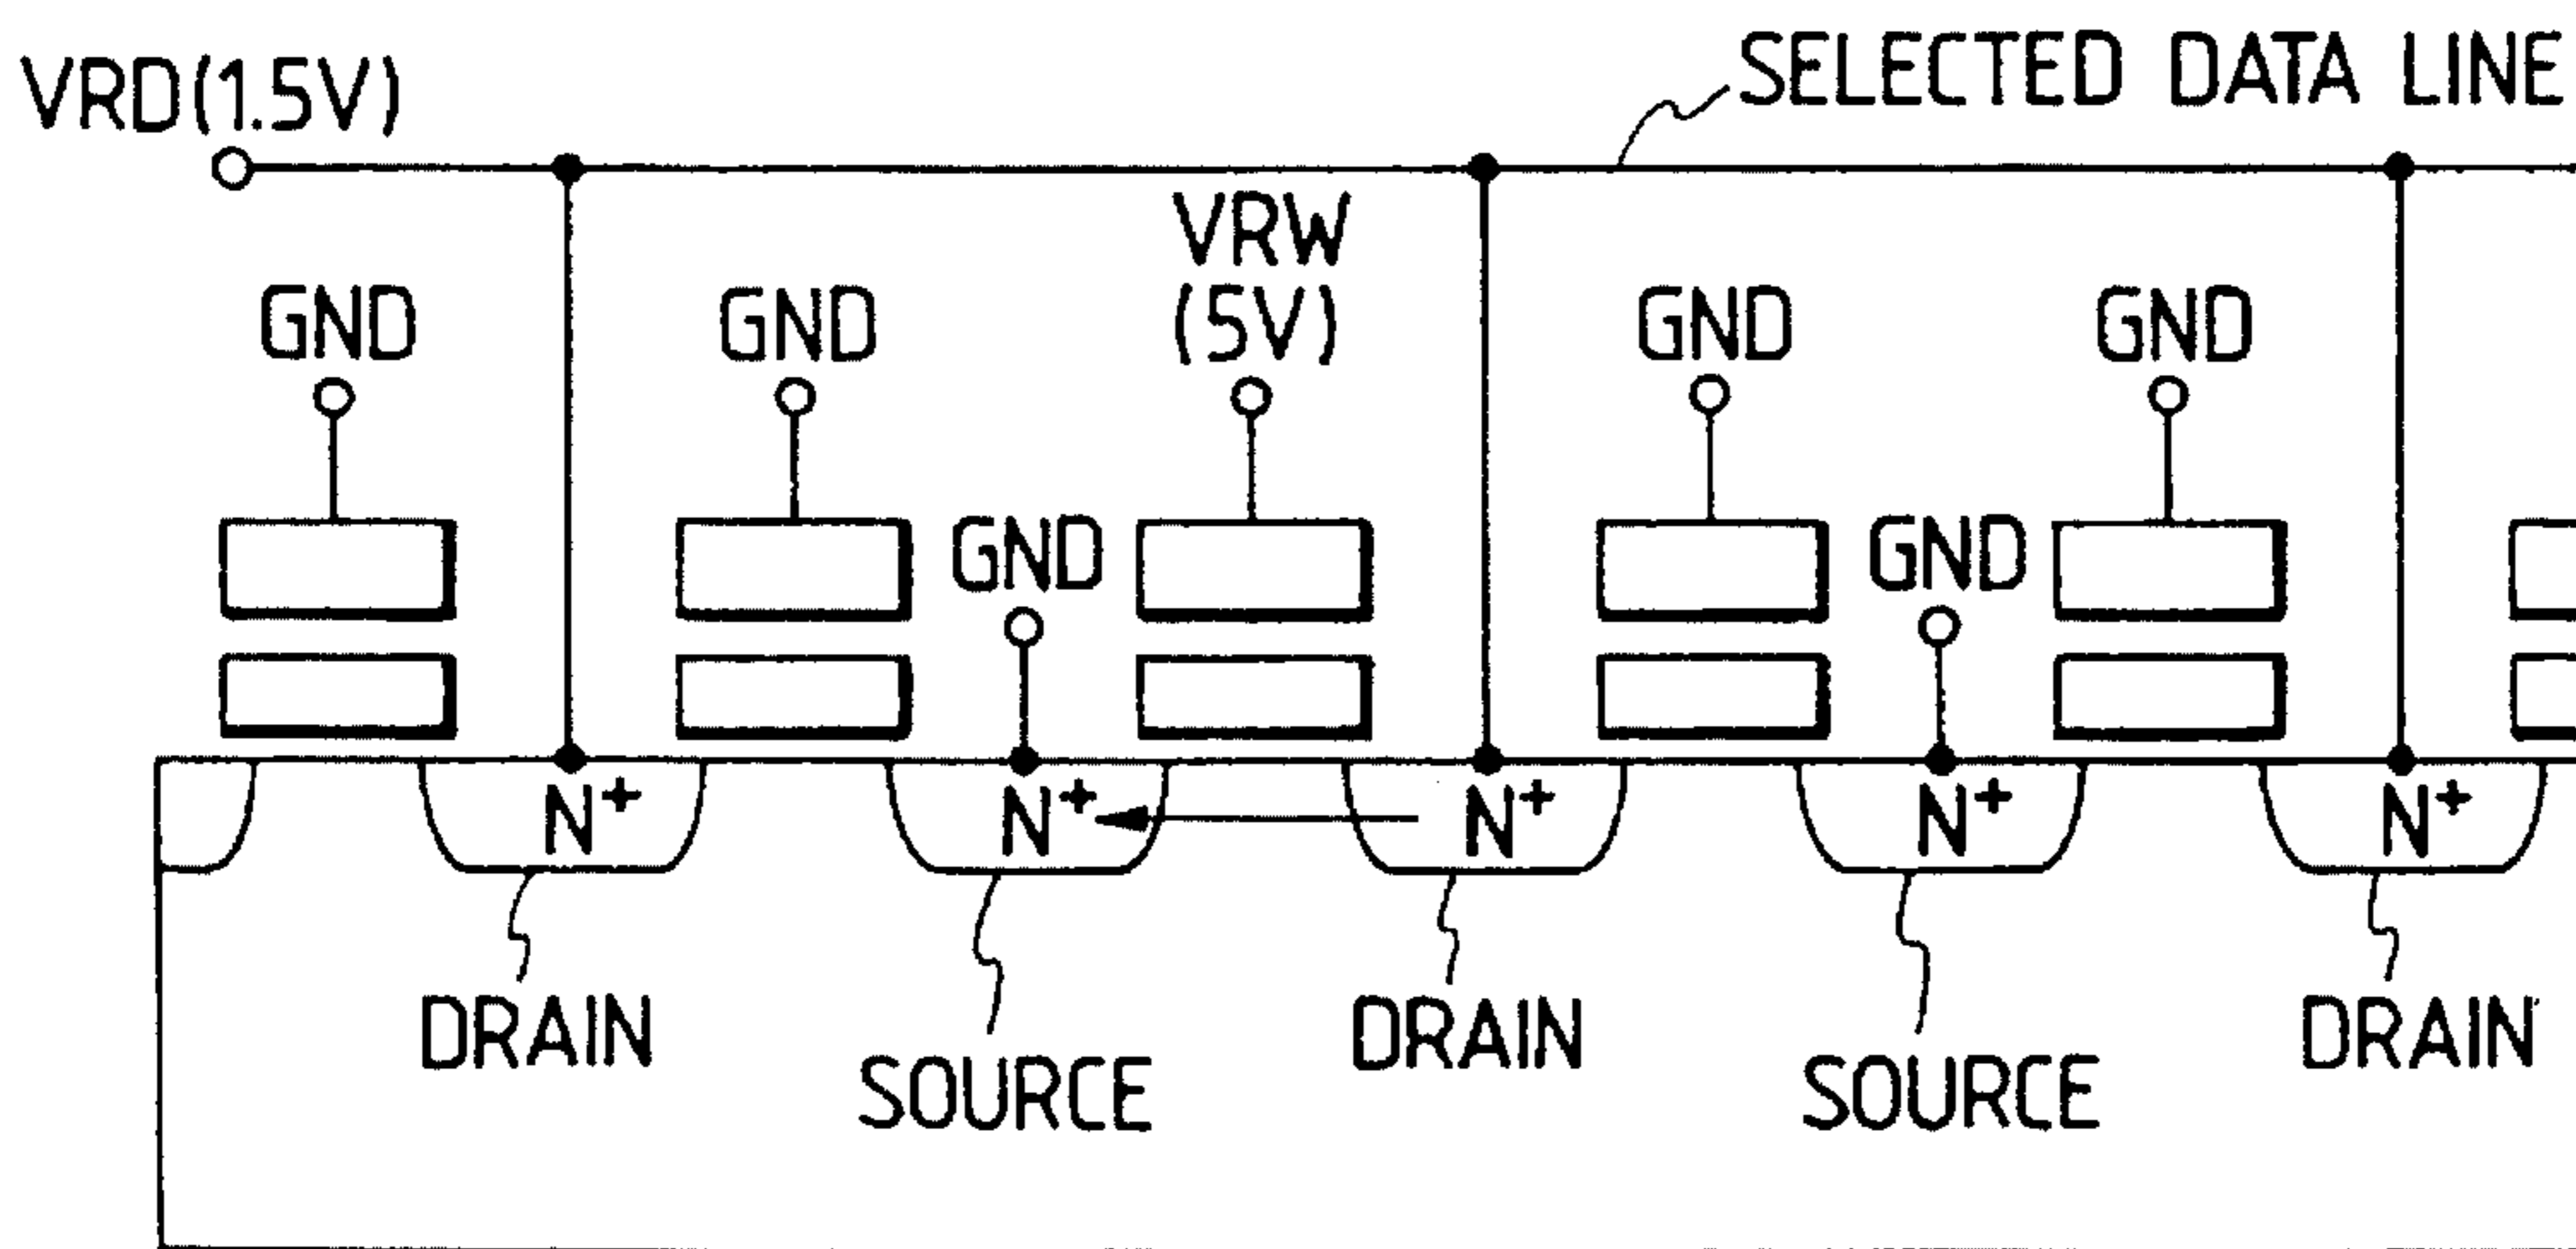 VRD(1.5V)
SELECTED DATA LINE
VRW
(5V)
GND
GND
GND
GND
GND
GND
N+
N+
N+
N+
N+
DRAIN
SOURCE
DRAIN
SOURCE
DRAIN